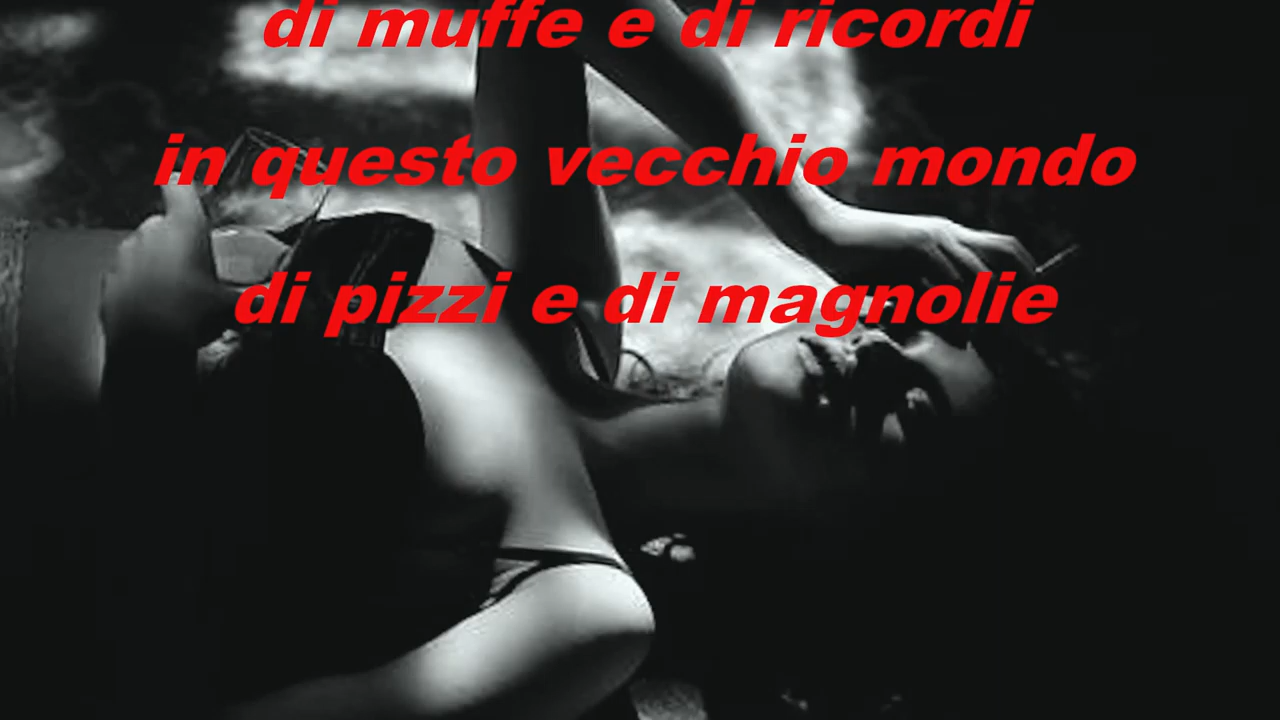 di muffe e di ricordi
in questo vecchio mondo
di pizzi e di magnolie